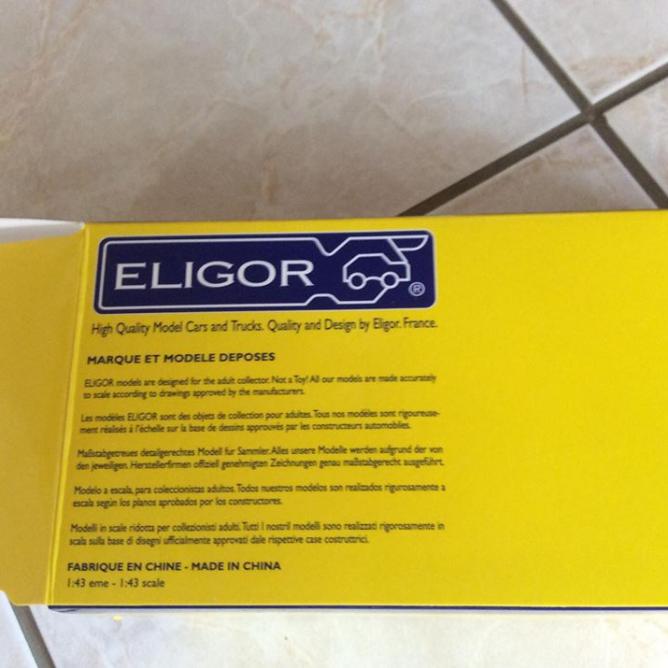 ELIGOR ®
High Quality Model Cars and Trucks. Quality and Design by Eligor. France.
MARQUE ET MODELE DEPOSES
ELIGOR models are designed for the adult collector. Not a Toy! All our models are made accurately
to scale according to drawings approved by the manufacturers.
Les modèles ELIGOR sont des objets de collection pour adultes. Tous nos modèles sont rigoureuse-
ment réalisés à l'échelle sur la base de dessins approuvés par les constructeurs automobiles.
Maßstabgetreues detailgerechtes Modell fur Sammler. Alles unsere Modelle werden aufgrund der von
den jeweiligen, Herstellerfirmen offiziell genehmigten Zeichnungen genau maßstabgerecht ausgeführt.
Modelo a escala, para coleccionistas adultos. Todos nuestros modelos son realizados rigurosamente a
escala según los planos aprobados por los constructores.
Modelli in scale ridotta per collezionisti adulti. Tutti I nostril modelli sono realizzati rigorosamente in
scala sulla base di disegni ufficialmente approvati dale rispettive case costruttrici.
FABRIQUE EN CHINE - MADE IN CHINA
1:43 eme - 1:43 scale